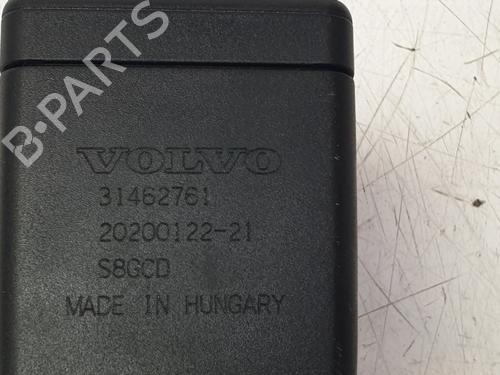 B-PARTS
VOLVO
31462761
20200122-21
S8GCD
MADE IN HUNGARY